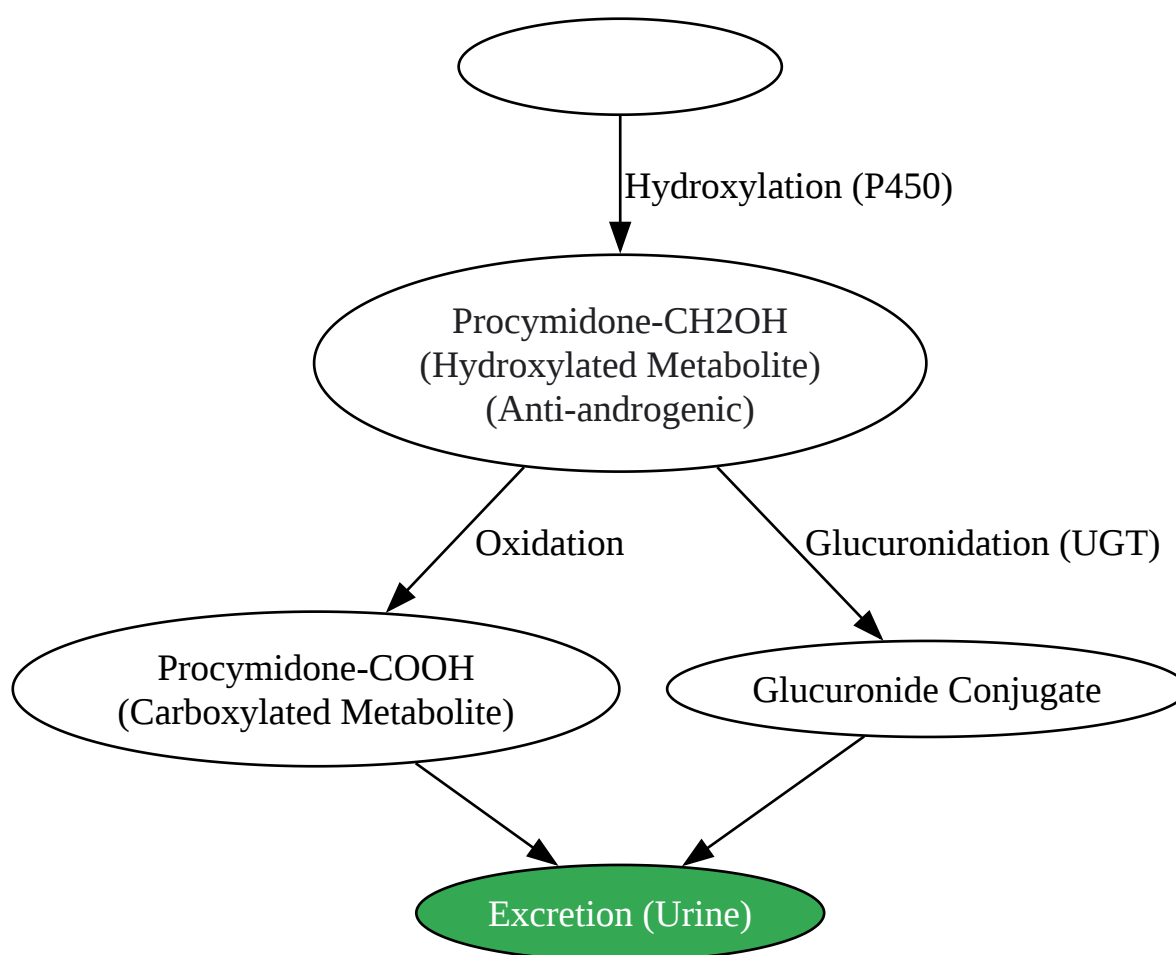 Hydroxylation (P450)
Procymidone-CH2OH
(Hydroxylated Metabolite)
(Anti-androgenic)
Oxidation
Glucuronidation (UGT)
Procymidone-COOH
(Carboxylated Metabolite)
Glucuronide Conjugate
Excretion (Urine)